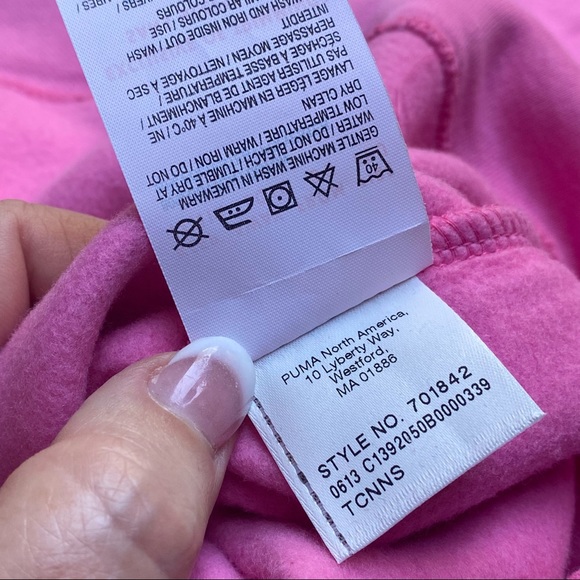 40
GENTLE MACHINE WASH IN LUKEWARM
WATER / DO NOT BLEACH / TUMBLE DRY AT
LOW TEMPERATURE / WARM IRON / DO NOT
DRY CLEAN
LAVAGE LÉGER EN MACHINE À 40°C / NE
PAS UTILISER AGENT DE BLANCHIMENT /
SÉCHAGE À BASSE TEMPÉRATURE /
REPASSAGE MOYEN / NETTOYAGE À SEC
INTERDIT
WASH AND IRON INSIDE OUT / WASH
SIMILAR COLOURS / USE
COLOURS
PUMA North America,
10 Lyberty Way,
Westford,
MA 01886
STYLE NO. 701842
0613 C1392050B0000339
TCNNS